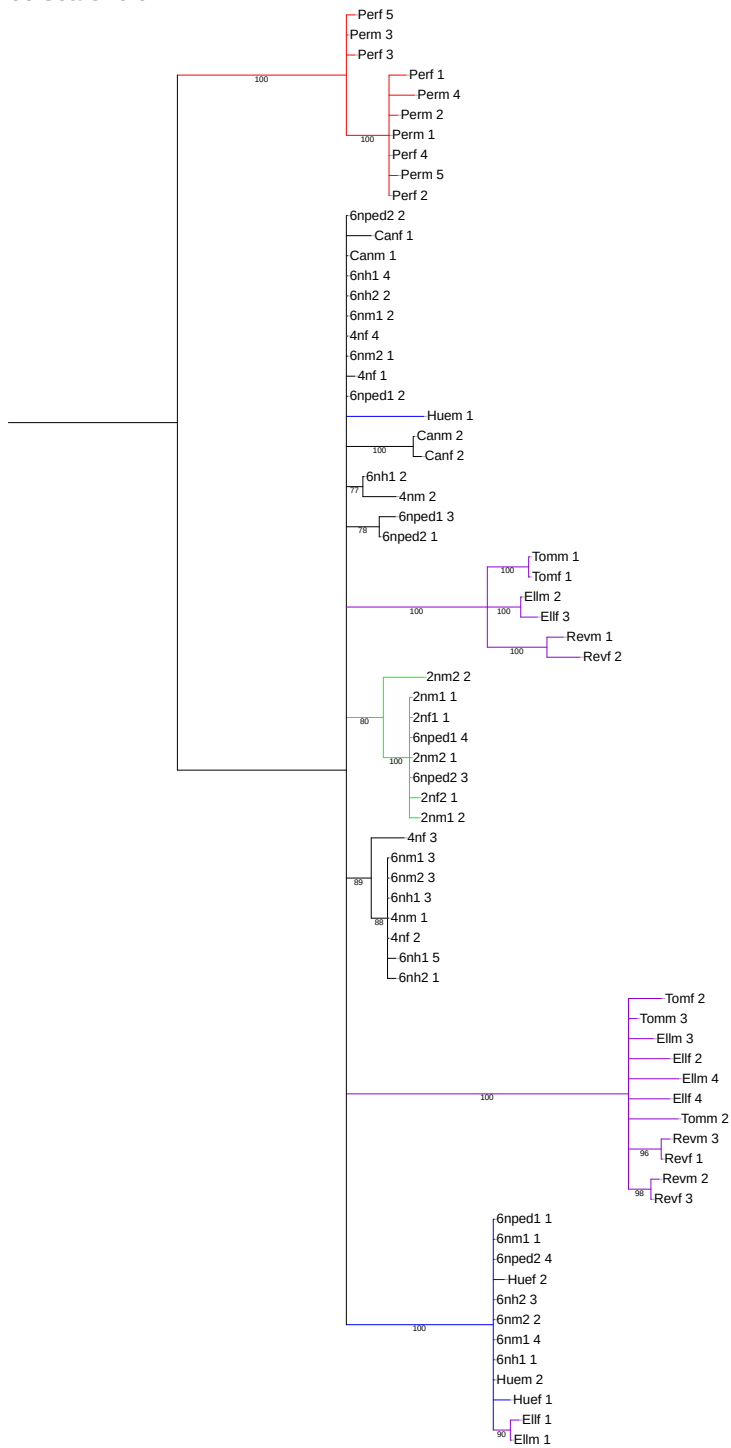 Perf 5
Perm 3
Perf 3
100
Perf 1
Perm 4
Perm 2
Perm 1
100
Perf 4
Perm 5
Perf 2
6nped2 2
Canf 1
Canm 1
6nh1 4
6nh2 2
6nm1 2
4nf 4
6nm2 1
4nf 1
6nped1 2
Huem 1
Canm 2
100
Canf 2
6nh1 2
77
4nm 2
6nped1 3
78
6nped2 1
Tomm 1
100
Tomf 1
Ellm 2
100 100
Ellf 3
Revm 1
100
Revf 2
2nm2 2
2nm1 1
2nf1 1
80
6nped1 4
2nm2 1
100
6nped2 3
2nf2 1
2nm1 2
4nf 3
6nm1 3
6nm2 3
89
6nh1 3
4nm 1
88
4nf 2
6nh1 5
6nh2 1
Tomf 2
Tomm 3
Ellm 3
Ellf 2
Ellm 4
100
Ellf 4
Tomm 2
Revm 3
96
Revf 1
Revm 2
98
Revf 3
6nped1 1
6nm1 1
6nped2 4
Huef 2
6nh2 3
6nm2 2
100
6nm1 4
6nh1 1
Huem 2
Huef 1
Ellf 1
90
Ellm 1